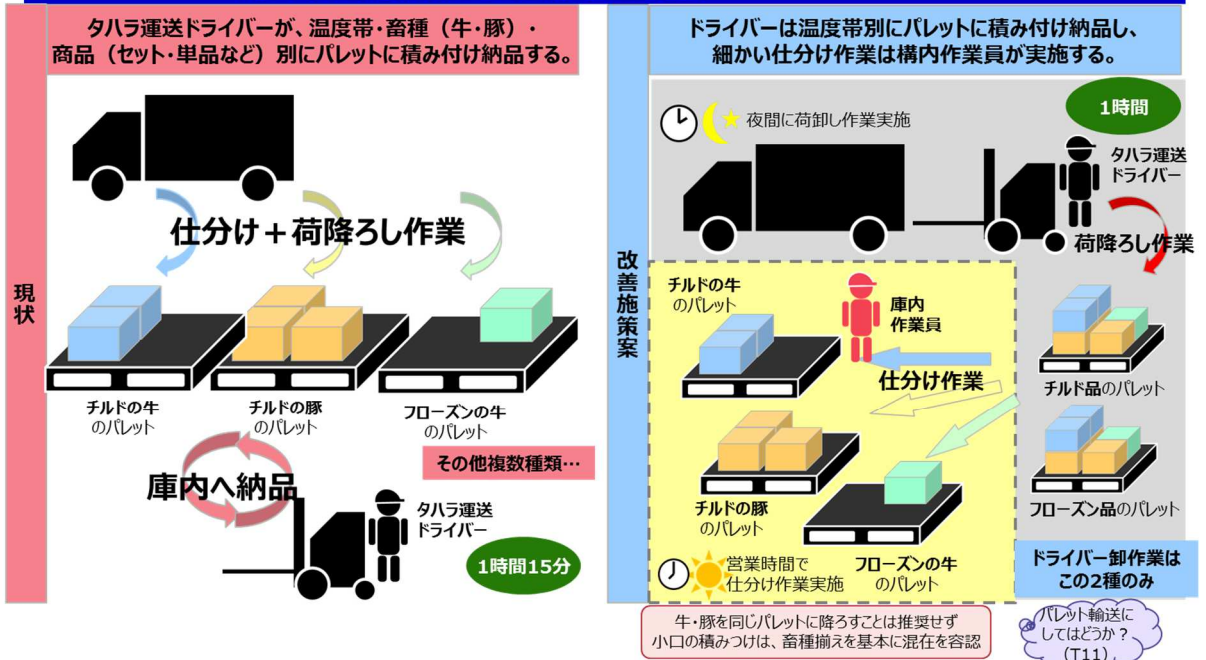 タハラ運送ドライバーが、温度帯・畜種（牛・豚）・
商品（セット・単品など）別にパレットに積み付け納品する。
現状
仕分け＋荷降ろし作業
チルドの牛
のパレット
チルドの豚
のパレット
フローズンの牛
のパレット
その他複数種類…
庫内へ納品
タハラ運送
ドライバー
1時間15分
ドライバーは温度帯別にパレットに積み付け納品し、
細かい仕分け作業は構内作業員が実施する。
改善施策案
夜間に荷卸し作業実施
1時間
タハラ運送
ドライバー
荷降ろし作業
チルドの牛
のパレット
庫内
作業員
仕分け作業
チルド品のパレット
チルドの豚
のパレット
フローズン品のパレット
営業時間で
仕分け作業実施
フローズンの牛
のパレット
ドライバー卸作業は
この2種のみ
牛・豚を同じパレットに降ろすことは推奨せず
小口の積みつけは、畜種揃えを基本に混在を容認
パレット輸送に
してはどうか？
（T11）